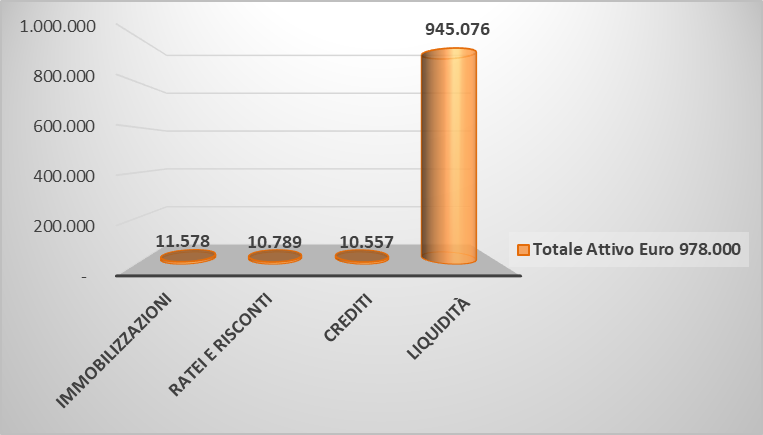 1.000.000
800.000
600.000
400.000
200.000
-
945.076
11.578
10.789
10.557
Totale Attivo Euro 978.000
IMMOBILIZZAZIONI
RATEI E RISCONTI
CREDITI
LIQUIDITÀ